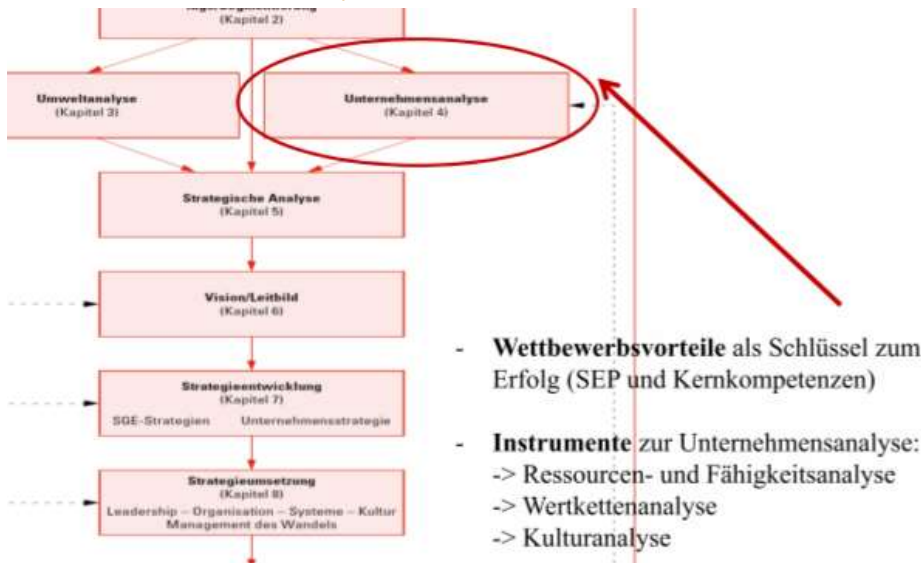 (Kapitel 2)
Umweltanalyse
(Kapitel 3)
Unternehmensanalyse
(Kapitel 4)
Strategische Analyse
(Kapitel 5)
Vision/Leitbild
(Kapitel 6)
Strategieentwicklung
(Kapitel 7)
SGE-Strategien Unternehmensstrategie
Strategieumsetzung
(Kapitel 8)
Leadership – Organisation – Systeme – Kultur
Management des Wandels
- Wettbewerbsvorteile als Schlüssel zum
Erfolg (SEP und Kernkompetenzen)
- Instrumente zur Unternehmensanalyse:
-> Ressourcen- und Fähigkeitsanalyse
-> Wertkettenanalyse
-> Kulturanalyse